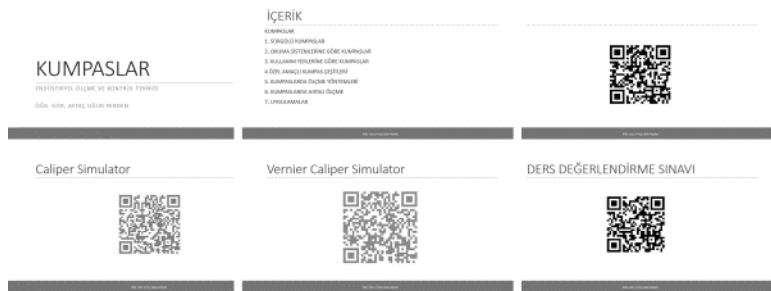 KUMPASLAR
ENDÜSTRİYEL ÖLÇME VE KONTROL TEKNİĞİ
ÖĞR. GÖR. AYTAÇ UĞUR YERDEN
İÇERİK
KUMPASLAR
1. SÜRGÜLÜ KUMPASLAR
2. OKUMA SİSTEMLERİNE GÖRE KUMPASLAR
3. KULLANIM YERLERİNE GÖRE KUMPASLAR
4.ÖZEL AMAÇLI KUMPAS ÇEŞİTLERİ
5. KUMPASLARDA ÖLÇME YÖNTEMLERİ
6. KUMPASLARDA HATALI ÖLÇME
7. UYGULAMALAR
Caliper Simulator
Vernier Caliper Simulator
DERS DEĞERLENDİRME SINAVI